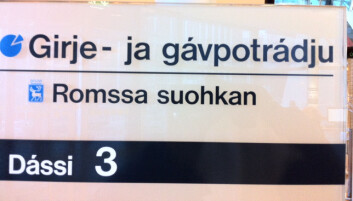 Girje- ja gávpotrádju
Romssa suohkan
Dássi 3